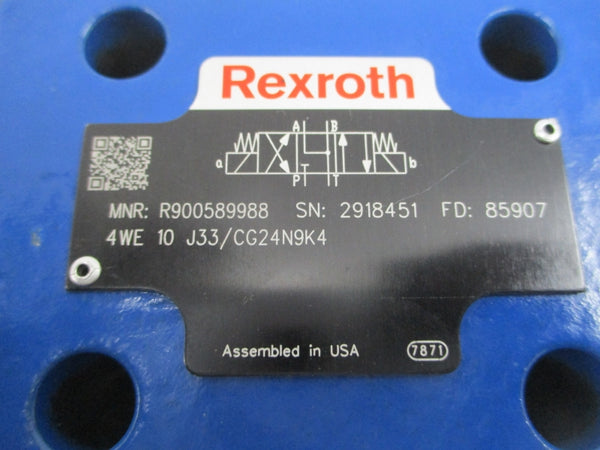 Rexroth
A B
a b
P T
MNR: R900589988 SN: 2918451 FD: 85907
4WE 10 J33/CG24N9K4
Assembled in USA 7871